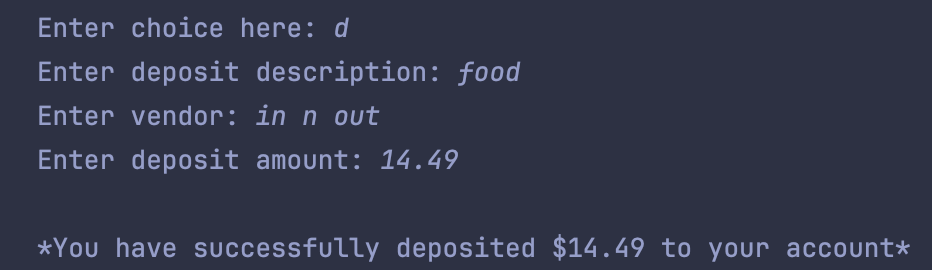 Enter choice here: d
Enter deposit description: food
Enter vendor: in n out
Enter deposit amount: 14.49
*You have successfully deposited $14.49 to your account*